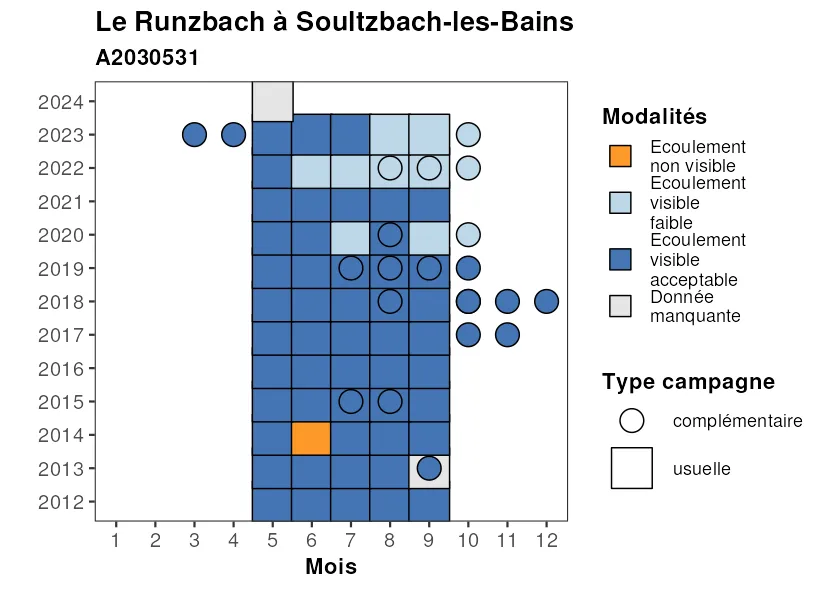 Le Runzbach à Soultzbach-les-Bains
A2030531
2024
2023
2022
2021
2020
2019
2018
2017
2016
2015
2014
2013
2012
1 2 3 4 5 6 7 8 9 10 11 12
Mois
Modalités
Ecoulement
non visible
Ecoulement
visible
faible
Ecoulement
visible
acceptable
Donnée
manquante
Type campagne
complémentaire
usuelle